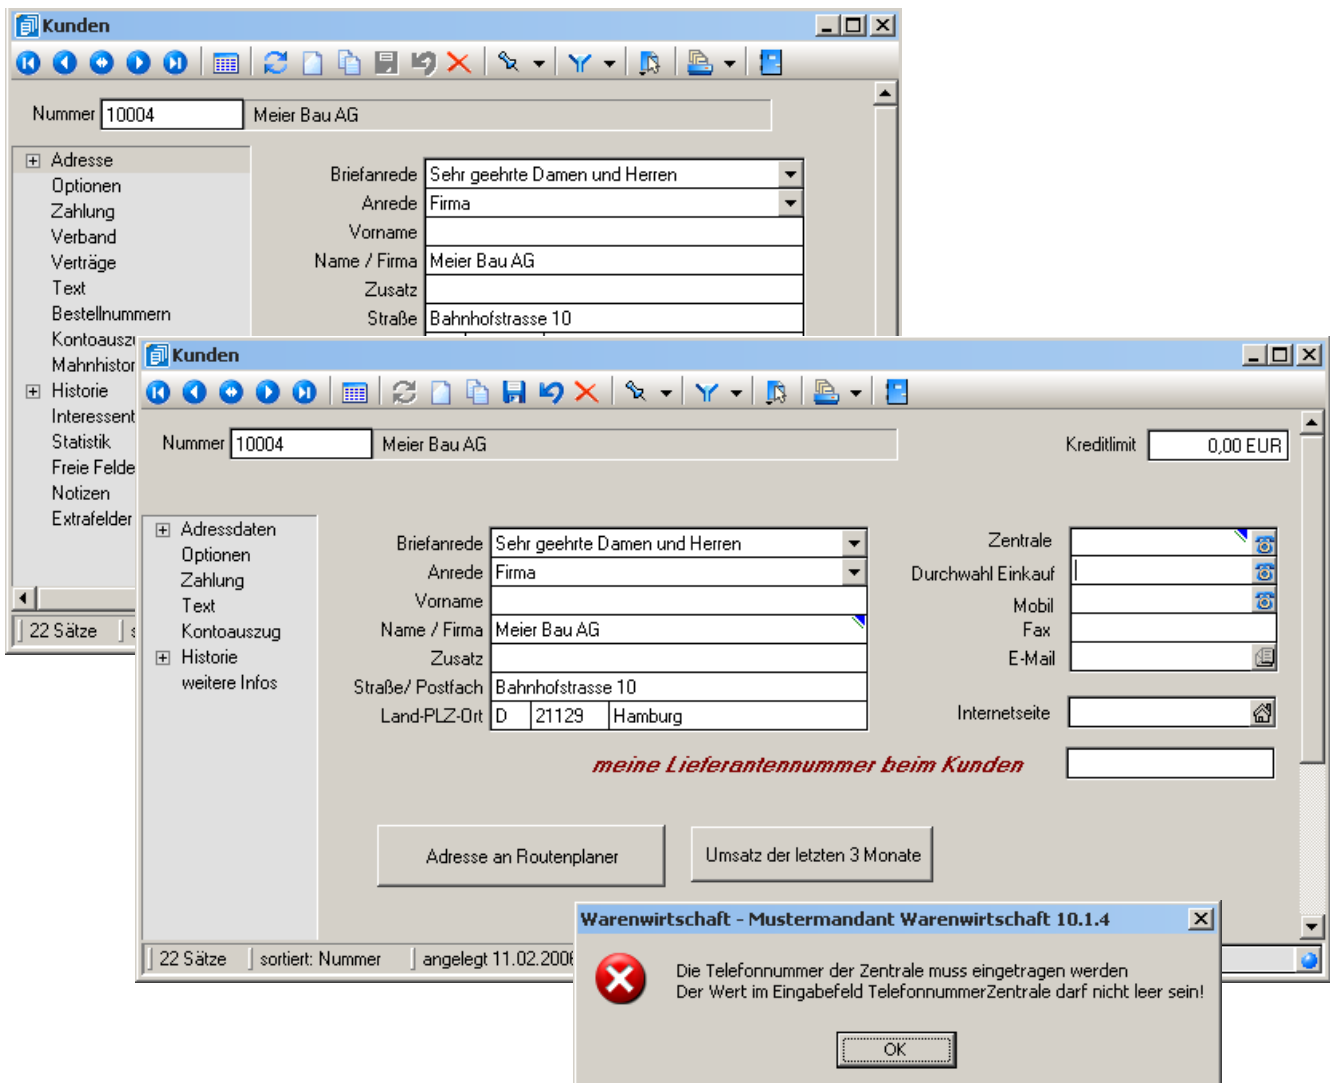 Kunden
Nummer 10004 Meier Bau AG
Adresse
Optionen
Zahlung
Verband
Verträge
Text
Bestellnummern
Kontoauszu
Mahnhistor
Historie
Interessent
Statistik
Freie Felde
Notizen
Extrafelder
Briefanrede Sehr geehrte Damen und Herren
Anrede Firma
Vorname
Name / Firma Meier Bau AG
Zusatz
Straße Bahnhofstrasse 10
22 Sätze
Kunden
Nummer 10004 Meier Bau AG Kreditlimit 0,00 EUR
Adressdaten
Optionen
Zahlung
Text
Kontoauszug
Historie
weitere Infos
Briefanrede Sehr geehrte Damen und Herren
Anrede Firma
Vorname
Name / Firma Meier Bau AG
Zusatz
Straße/ Postfach Bahnhofstrasse 10
Land-PLZ-Ort D 21129 Hamburg
Zentrale
Durchwahl Einkauf
Mobil
Fax
E-Mail
Internetseite
meine Lieferantennummer beim Kunden
Adresse an Routenplaner
Umsatz der letzten 3 Monate
22 Sätze sortiert: Nummer angelegt 11.02.2006
Warenwirtschaft - Mustermandant Warenwirtschaft 10.1.4
Die Telefonnummer der Zentrale muss eingetragen werden
Der Wert im Eingabefeld TelefonnummerZentrale darf nicht leer sein!
OK